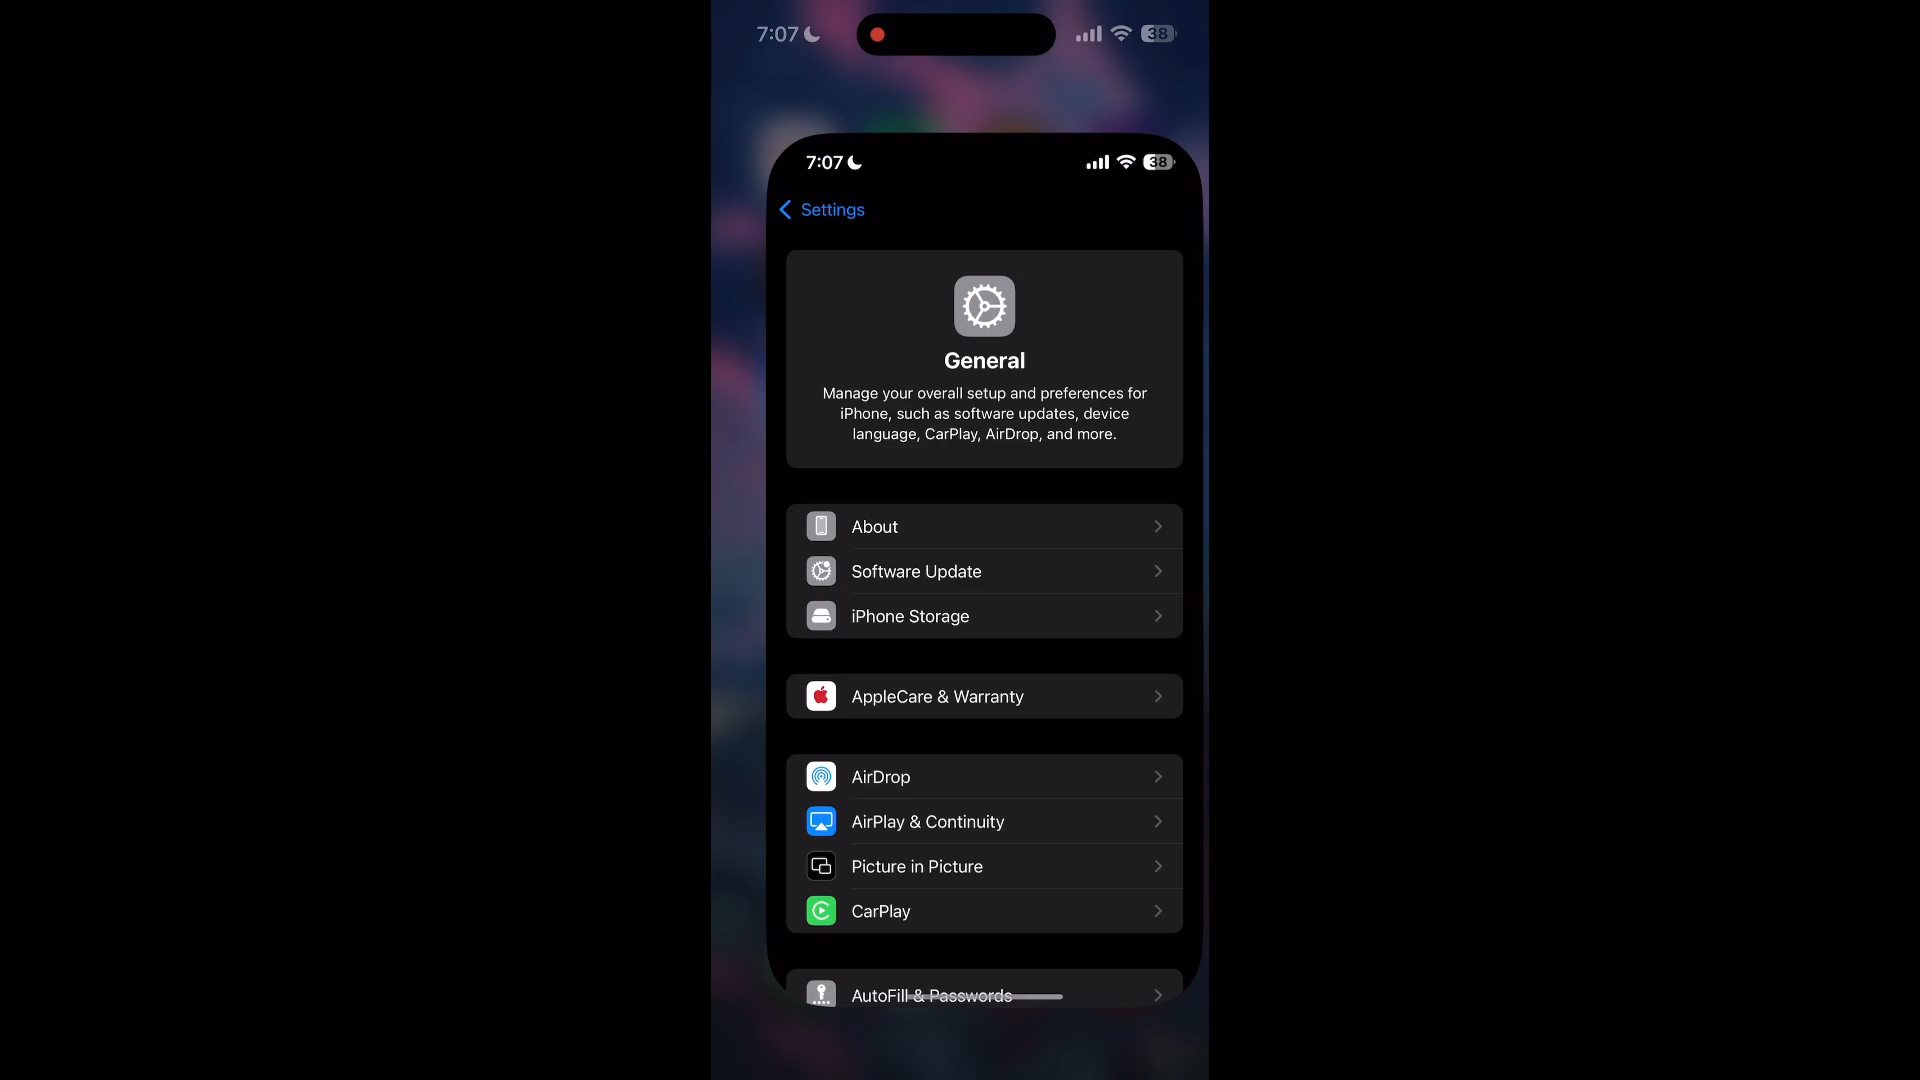 7:07
38
7:07
38
Settings
General
Manage your overall setup and preferences for
iPhone, such as software updates, device
language, CarPlay, AirDrop, and more.
About
Software Update
iPhone Storage
AppleCare & Warranty
AirDrop
AirPlay & Continuity
Picture in Picture
CarPlay
AutoFill & Passwords